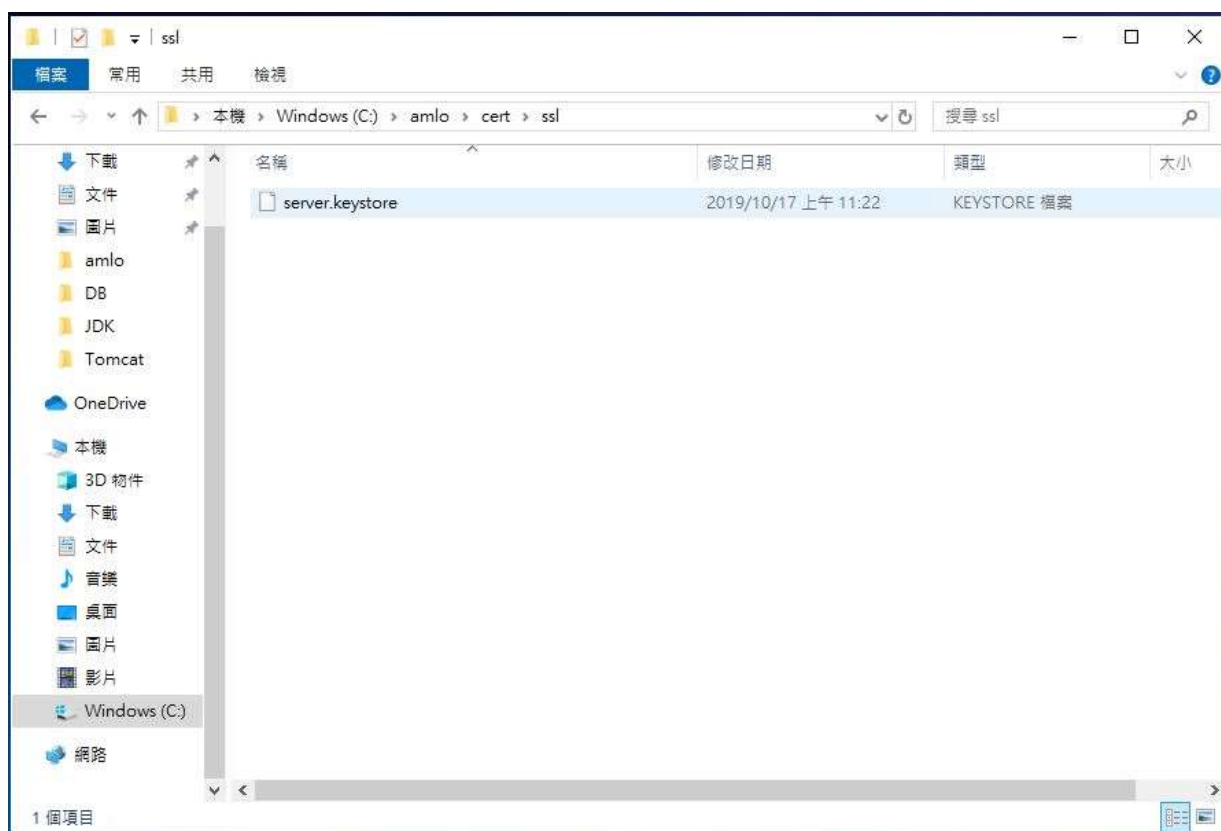 ssl
檔案 常用 共用 檢視
本機 Windows (C:) amlo cert ssl 搜尋 ssl
名稱 修改日期 類型 大小
server.keystore 2019/10/17 上午 11:22 KEYSTORE 檔案
下載
文件
圖片
amlo
DB
JDK
Tomcat
OneDrive
本機
3D 物件
下載
文件
音樂
桌面
圖片
影片
Windows (C:)
網路
1 個項目